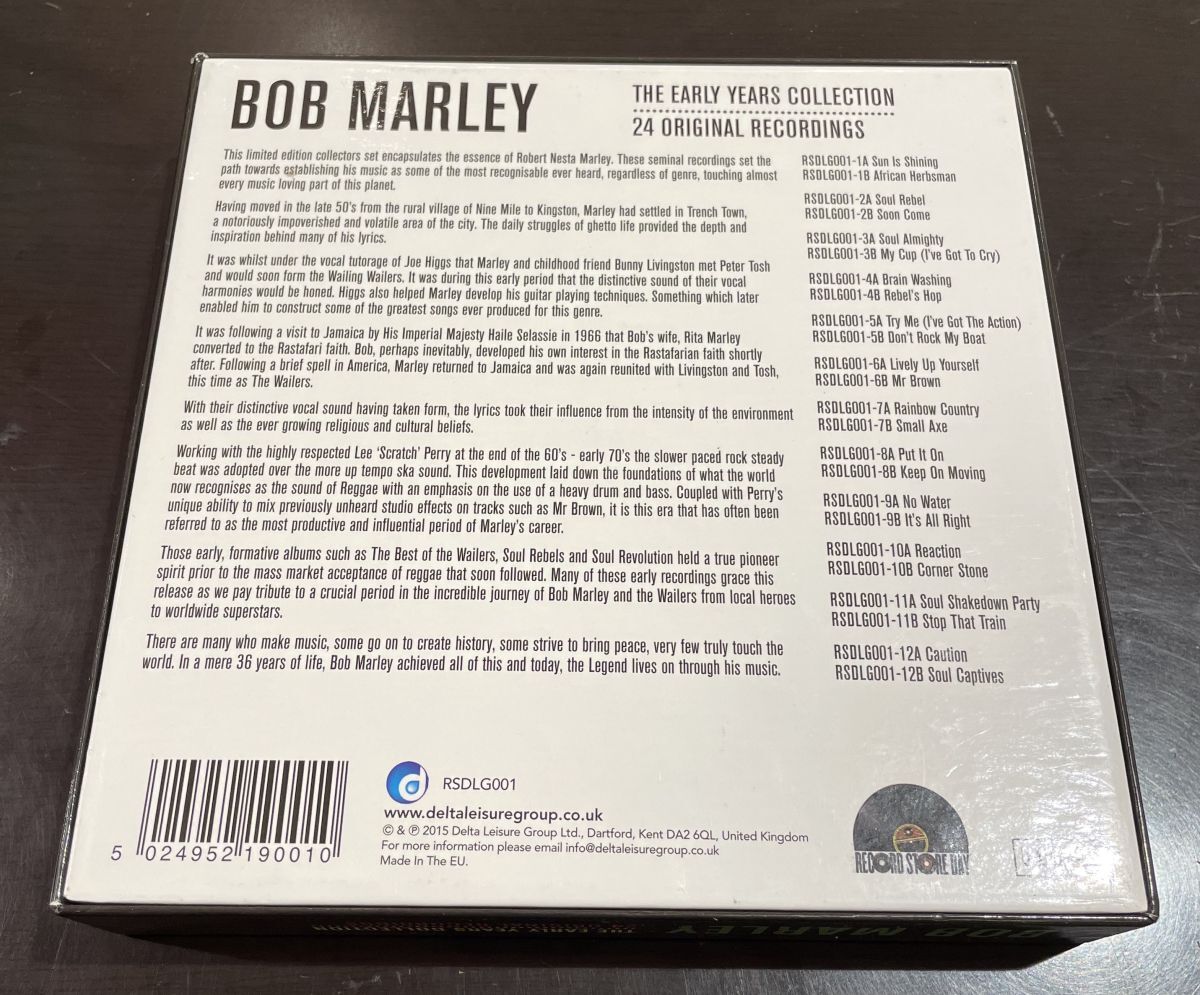 BOB MARLEY
THE EARLY YEARS COLLECTION
24 ORIGINAL RECORDINGS
This limited edition collectors set encapsulates the essence of Robert Nesta Marley. These seminal recordings set the
path towards establishing his music as some of the most recognisable ever heard, regardless of genre, touching almost
every music loving part of this planet.
Having moved in the late 50's from the rural village of Nine Mile to Kingston, Marley had settled in Trench Town,
a notoriously impoverished and volatile area of the city. The daily struggles of ghetto life provided the depth and
inspiration behind many of his lyrics.
It was whilst under the vocal tutorage of Joe Higgs that Marley and childhood friend Bunny Livingston met Peter Tosh
and would soon form the Wailing Wailers. It was during this early period that the distinctive sound of their vocal
harmonies would be honed. Higgs also helped Marley develop his guitar playing techniques. Something which later
enabled him to construct some of the greatest songs ever produced for this genre.
It was following a visit to Jamaica by His Imperial Majesty Haile Selassie in 1966 that Bob's wife, Rita Marley
converted to the Rastafari faith. Bob, perhaps inevitably, developed his own interest in the Rastafarian faith shortly
after. Following a brief spell in America, Marley returned to Jamaica and was again reunited with Livingston and Tosh,
this time as The Wailers.
With their distinctive vocal sound having taken form, the lyrics took their influence from the intensity of the environment
as well as the ever growing religious and cultural beliefs.
Working with the highly respected Lee 'Scratch' Perry at the end of the 60's - early 70's the slower paced rock steady
beat was adopted over the more up tempo ska sound. This development laid down the foundations of what the world
now recognises as the sound of Reggae with an emphasis on the use of a heavy drum and bass. Coupled with Perry's
unique ability to mix previously unheard studio effects on tracks such as Mr Brown, it is this era that has often been
referred to as the most productive and influential period of Marley's career.
Those early, formative albums such as The Best of the Wailers, Soul Rebels and Soul Revolution held a true pioneer
spirit prior to the mass market acceptance of reggae that soon followed. Many of these early recordings grace this
release as we pay tribute to a crucial period in the incredible journey of Bob Marley and the Wailers from local heroes
to worldwide superstars.
There are many who make music, some go on to create history, some strive to bring peace, very few truly touch the
world. In a mere 36 years of life, Bob Marley achieved all of this and today, the Legend lives on through his music.
RSDLG001-1A Sun Is Shining
RSDLG001-1B African Herbsman
RSDLG001-2A Soul Rebel
RSDLG001-2B Soon Come
RSDLG001-3A Soul Almighty
RSDLG001-3B My Cup (I've Got To Cry)
RSDLG001-4A Brain Washing
RSDLG001-4B Rebel's Hop
RSDLG001-5A Try Me (I've Got The Action)
RSDLG001-5B Don't Rock My Boat
RSDLG001-6A Lively Up Yourself
RSDLG001-6B Mr Brown
RSDLG001-7A Rainbow Country
RSDLG001-7B Small Axe
RSDLG001-8A Put It On
RSDLG001-8B Keep On Moving
RSDLG001-9A No Water
RSDLG001-9B It's All Right
RSDLG001-10A Reaction
RSDLG001-10B Corner Stone
RSDLG001-11A Soul Shakedown Party
RSDLG001-11B Stop That Train
RSDLG001-12A Caution
RSDLG001-12B Soul Captives
5 024952 190010
d RSDLG001
www.deltaleisuregroup.co.uk
© & ℗ 2015 Delta Leisure Group Ltd., Dartford, Kent DA2 6QL, United Kingdom
For more information please email info@deltaleisuregroup.co.uk
Made In The EU.
RECORD STORE DAY
BOB MARLEY
THE EARLY YEARS COLLECTION